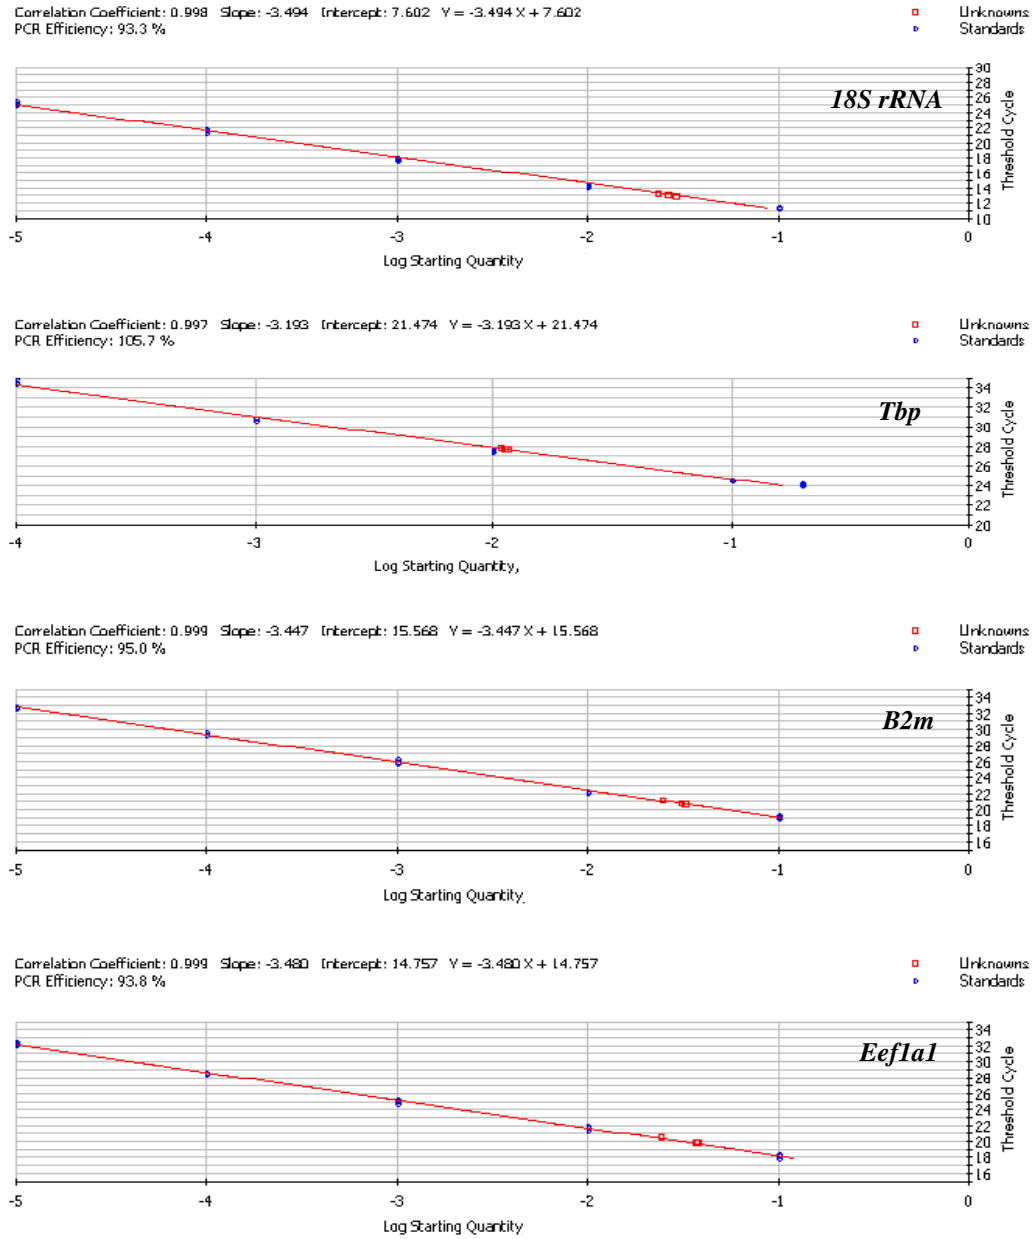 Correlation Coefficient: 0.998 Slope: -3.494 Intercept: 7.602 Y = -3.494 X + 7.602
PCR Efficiency: 93.3 %
Unknowns
Standards
18S rRNA
30
28
26
24
22
20
18
16
14
12
10
Threshold Cycle
-5 -4 -3 -2 -1 0
Log Starting Quantity
Correlation Coefficient: 0.997 Slope: -3.193 Intercept: 21.474 Y = -3.193 X + 21.474
PCR Efficiency: 105.7 %
Unknowns
Standards
Tbp
34
32
30
28
26
24
22
20
Threshold Cycle
-4 -3 -2 -1 0
Log Starting Quantity,
Correlation Coefficient: 0.999 Slope: -3.447 Intercept: 15.568 Y = -3.447 X + 15.568
PCR Efficiency: 95.0 %
Unknowns
Standards
B2m
34
32
30
28
26
24
22
20
18
16
Threshold Cycle
-5 -4 -3 -2 -1 0
Log Starting Quantity
Correlation Coefficient: 0.999 Slope: -3.480 Intercept: 14.757 Y = -3.480 X + 14.757
PCR Efficiency: 93.8 %
Unknowns
Standards
Eef1a1
34
32
30
28
26
24
22
20
18
16
Threshold Cycle
-5 -4 -3 -2 -1 0
Log Starting Quantity